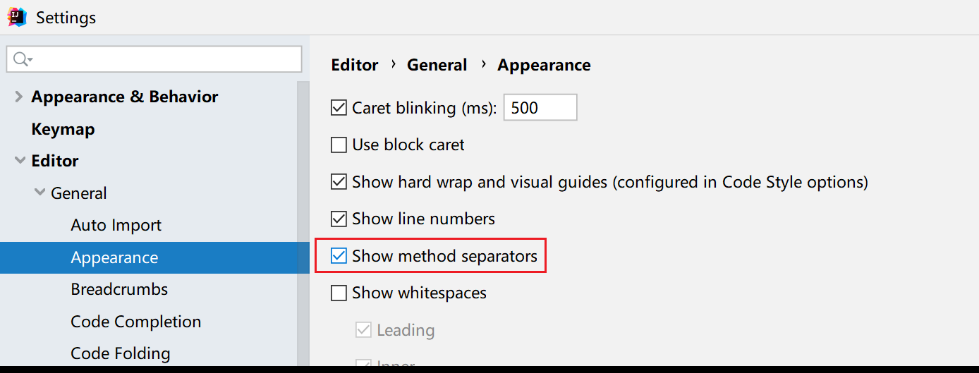 Settings
Appearance & Behavior
Keymap
Editor
General
Auto Import
Appearance
Breadcrumbs
Code Completion
Code Folding
Editor › General › Appearance
Caret blinking (ms): 500
Use block caret
Show hard wrap and visual guides (configured in Code Style options)
Show line numbers
Show method separators
Show whitespaces
Leading